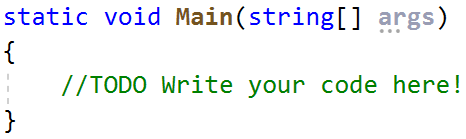 static void Main(string[] args)
{
//TODO Write your code here!
}